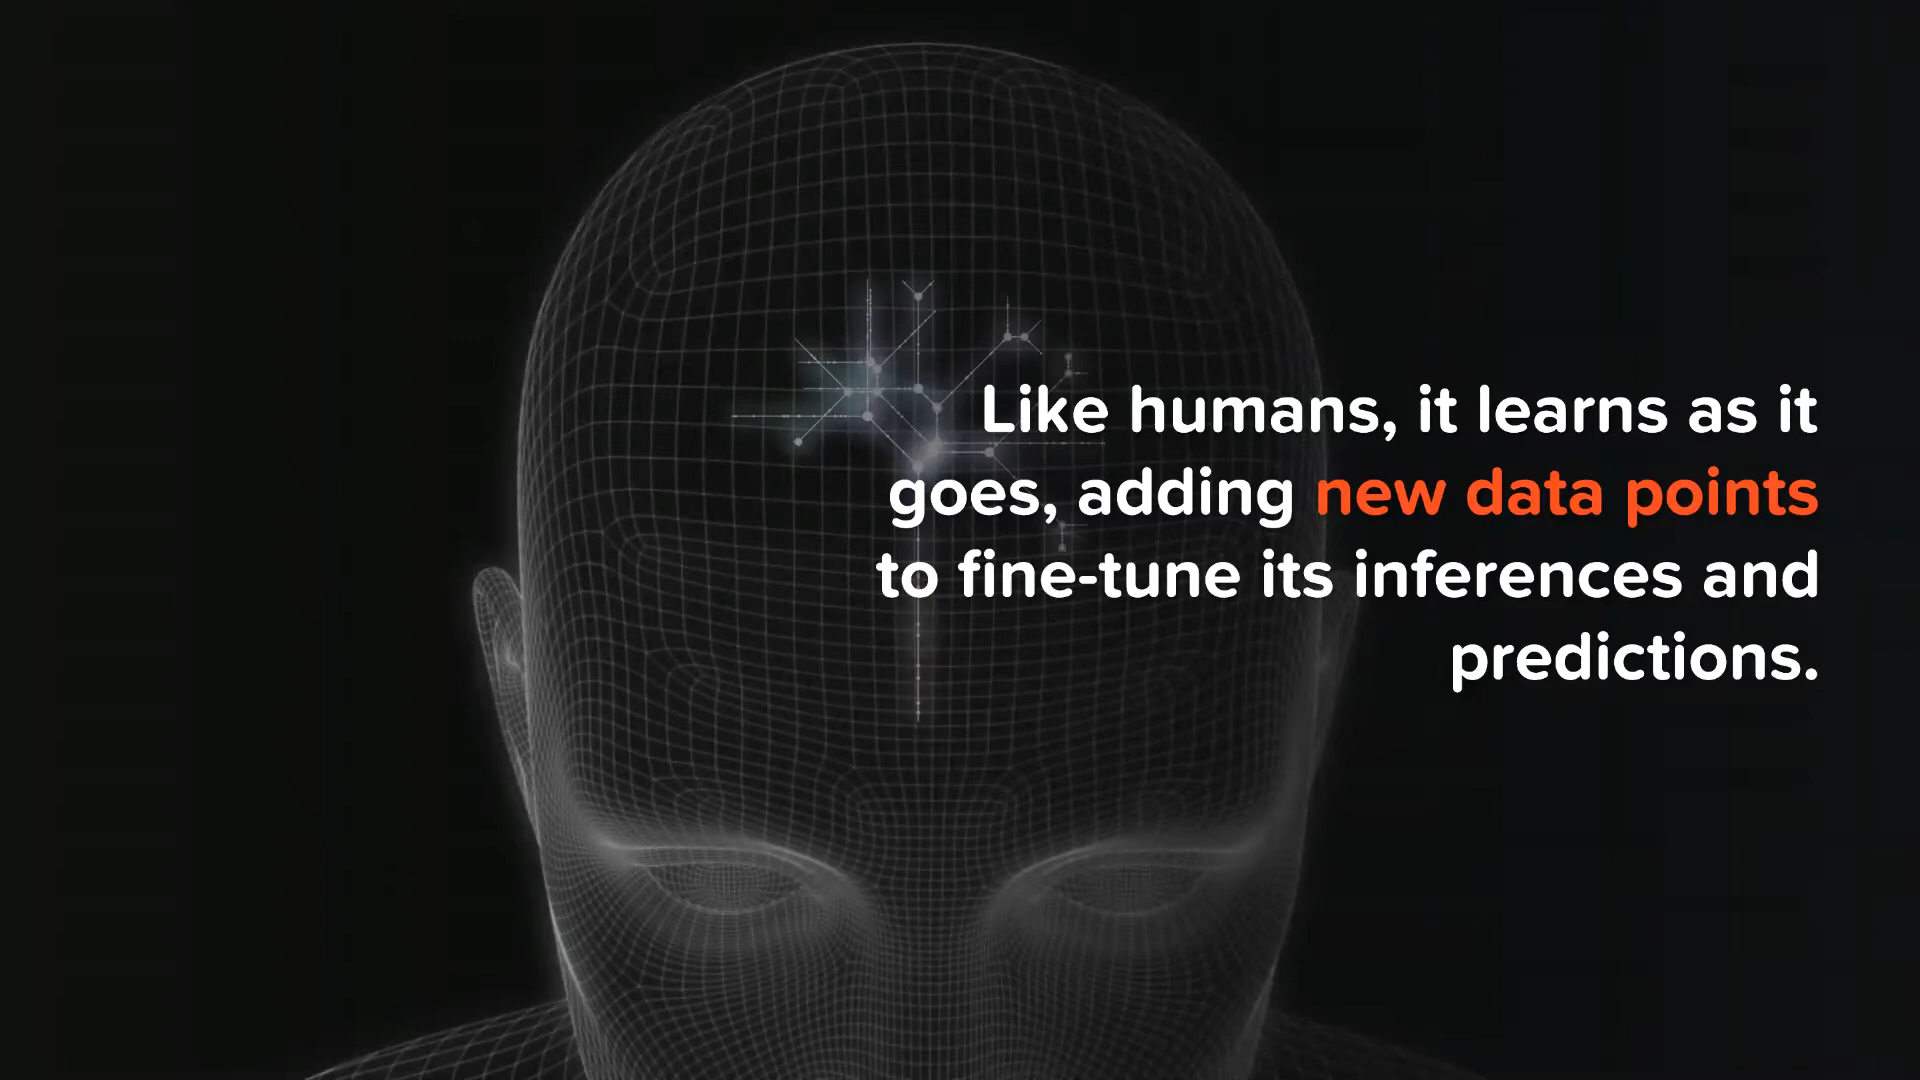 Like humans, it learns as it
goes, adding new data points
to fine-tune its inferences and
predictions.